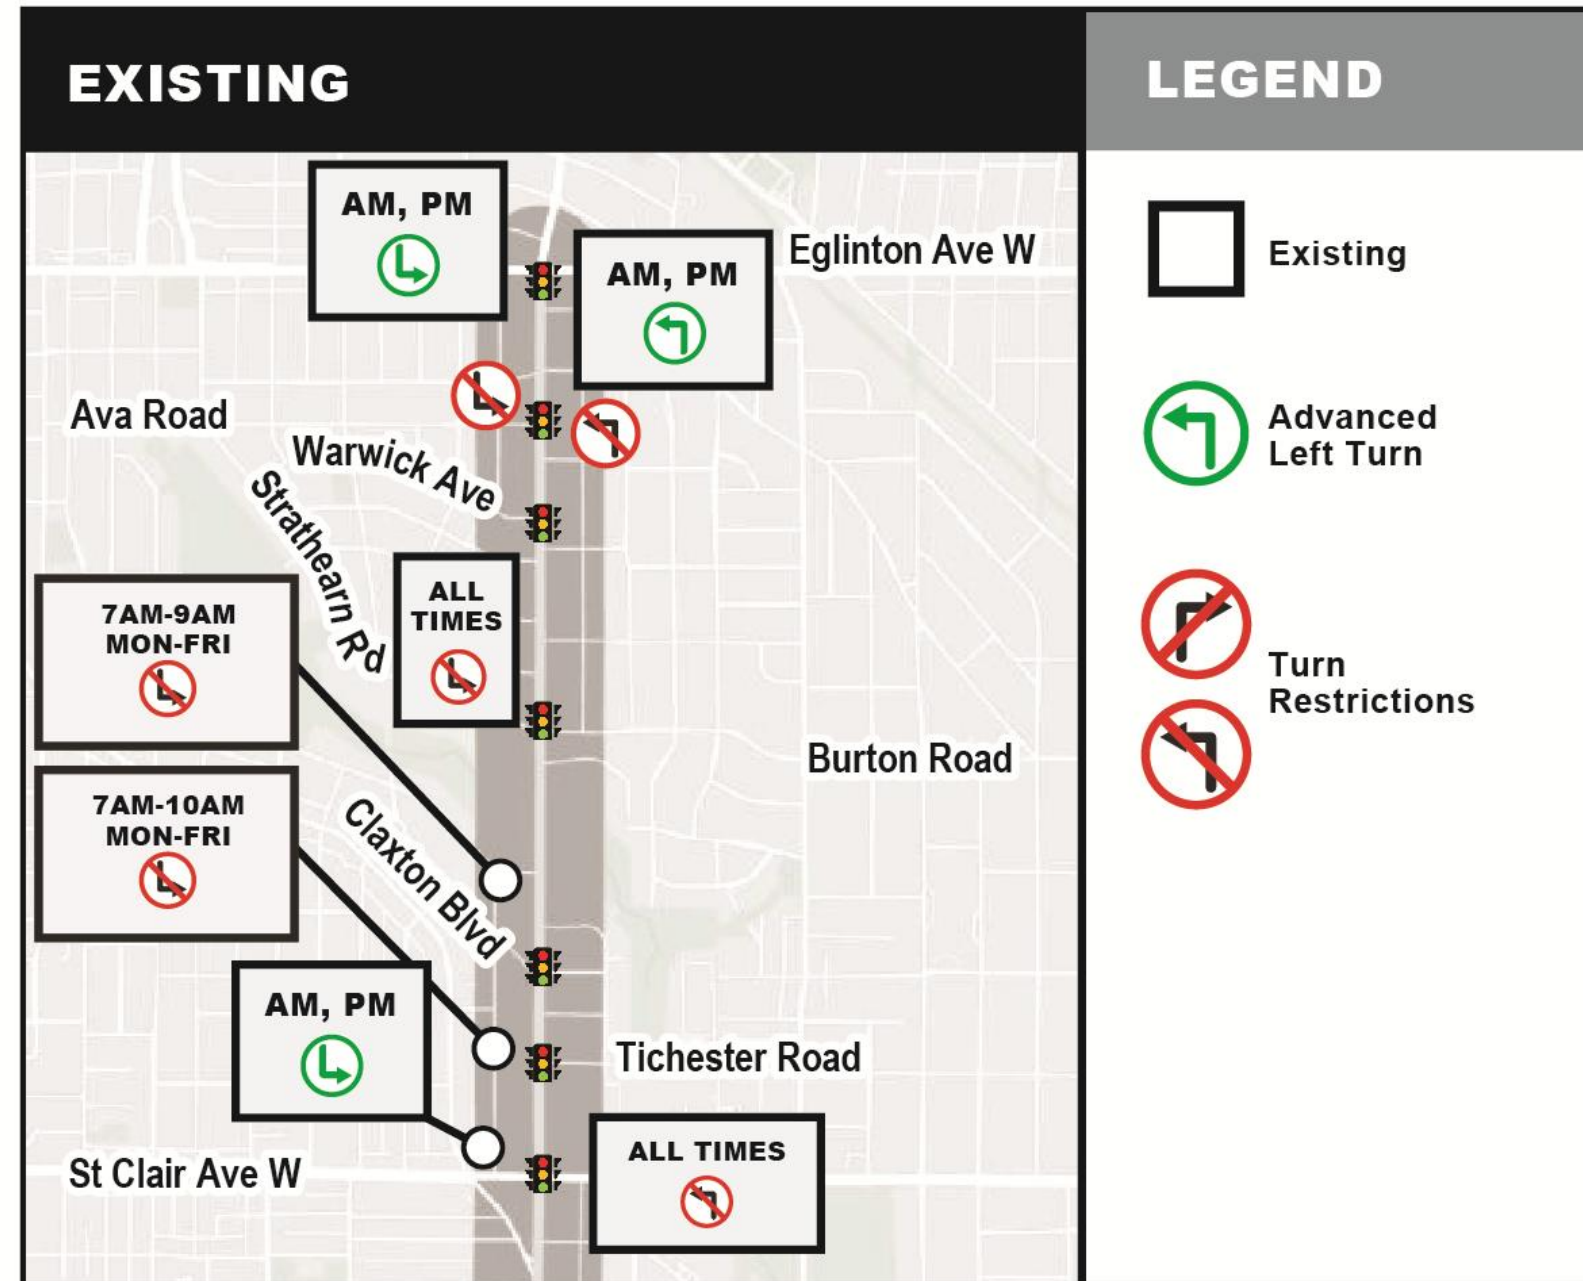 EXISTING
LEGEND
AM, PM
AM, PM
Eglinton Ave W
Existing
Ava Road
Warwick Ave
Strathearn Rd
Advanced
Left Turn
7AM-9AM
MON-FRI
ALL
TIMES
Turn
Restrictions
Burton Road
7AM-10AM
MON-FRI
Claxton Blvd
AM, PM
Tichester Road
St Clair Ave W
ALL TIMES